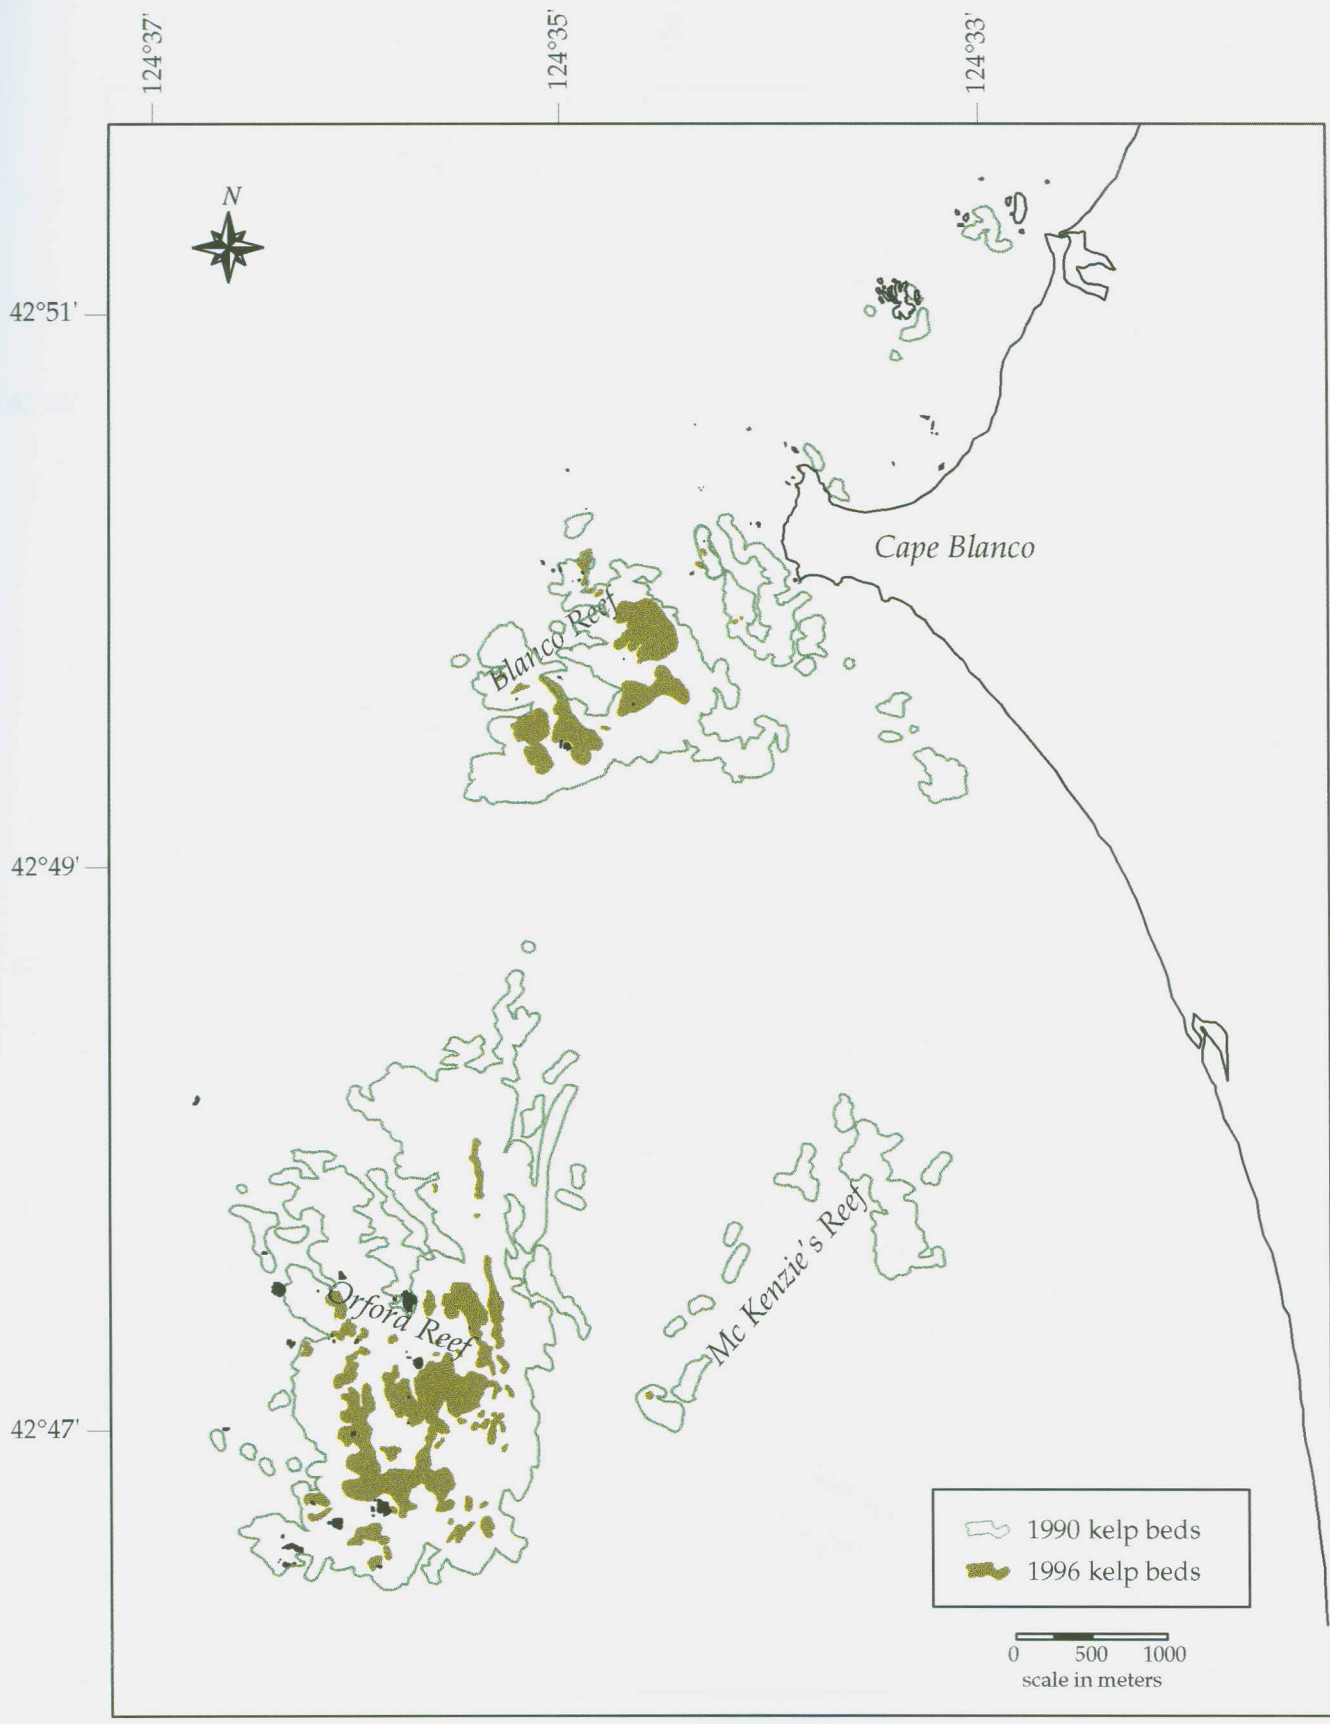 124°37'
124°35'
124°33'
N
42°51'
Cape Blanco
Blanco Reef
42°49'
Mc Kenzie's Reef
Orford Reef
42°47'
1990 kelp beds
1996 kelp beds
0 500 1000
scale in meters